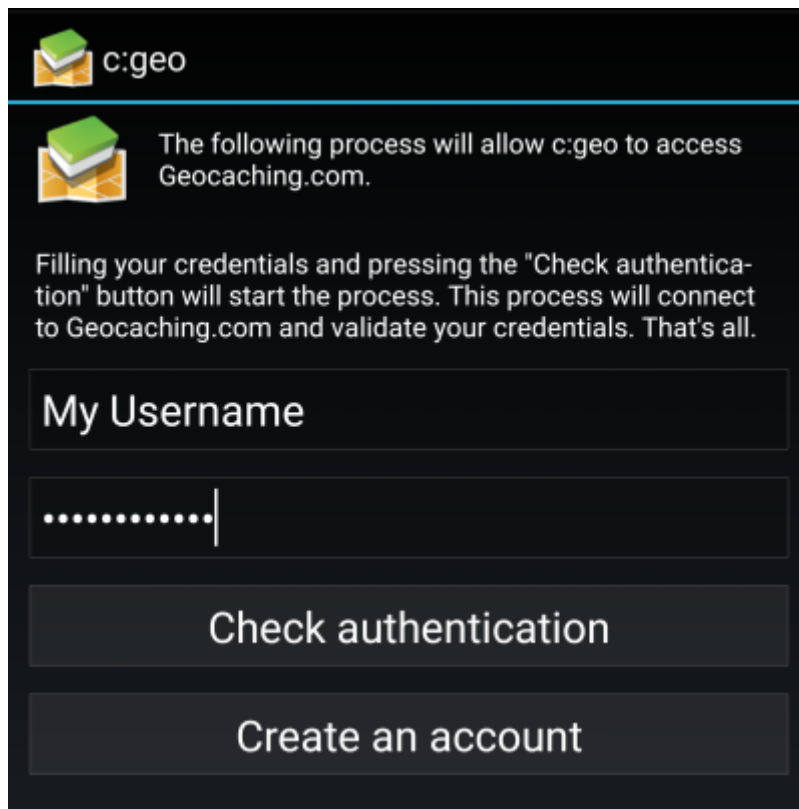 c:geo
The following process will allow c:geo to access
Geocaching.com.
Filling your credentials and pressing the "Check authentica-
tion" button will start the process. This process will connect
to Geocaching.com and validate your credentials. That's all.
My Username
••••••••••••
Check authentication
Create an account